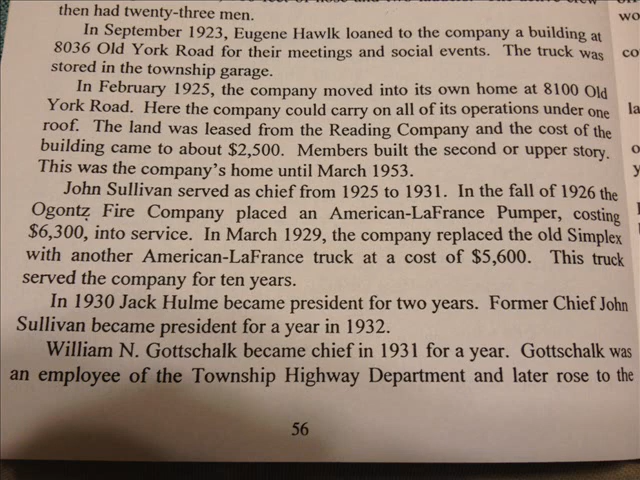 then had twenty-three men.
In September 1923, Eugene Hawlk loaned to the company a building at
8036 Old York Road for their meetings and social events. The truck was
stored in the township garage.
In February 1925, the company moved into its own home at 8100 Old
York Road. Here the company could carry on all of its operations under one
roof. The land was leased from the Reading Company and the cost of the
building came to about $2,500. Members built the second or upper story.
This was the company's home until March 1953.
John Sullivan served as chief from 1925 to 1931. In the fall of 1926 the
Ogontz Fire Company placed an American-LaFrance Pumper, costing
$6,300, into service. In March 1929, the company replaced the old Simplex
with another American-LaFrance truck at a cost of $5,600. This truck
served the company for ten years.
In 1930 Jack Hulme became president for two years. Former Chief John
Sullivan became president for a year in 1932.
William N. Gottschalk became chief in 1931 for a year. Gottschalk was
an employee of the Township Highway Department and later rose to the
56